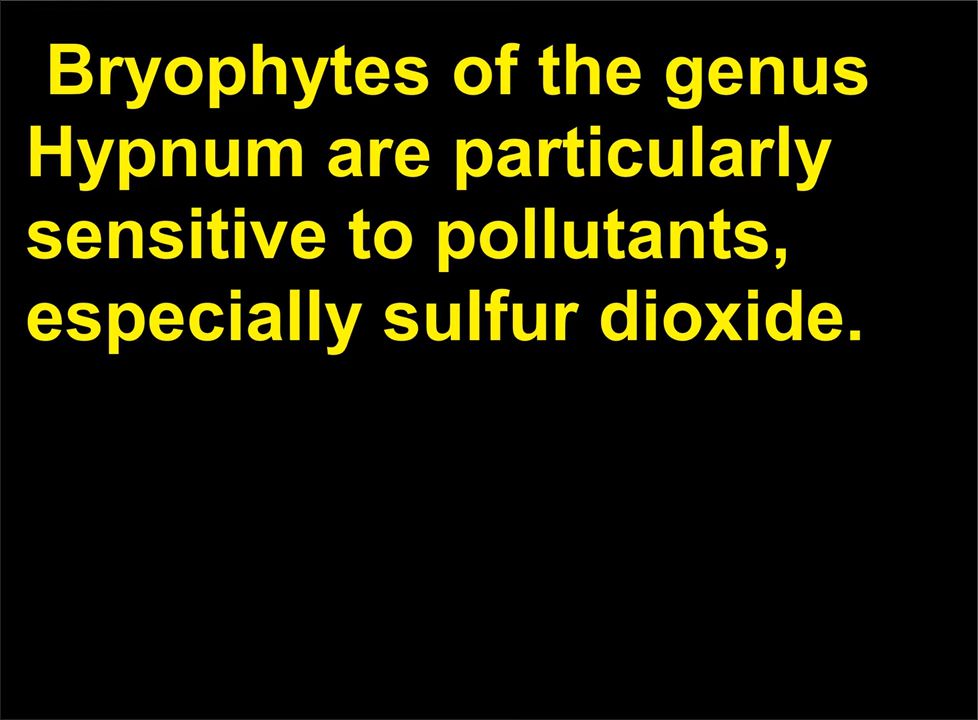 Bryophytes of the genus
Hypnum are particularly
sensitive to pollutants,
especially sulfur dioxide.